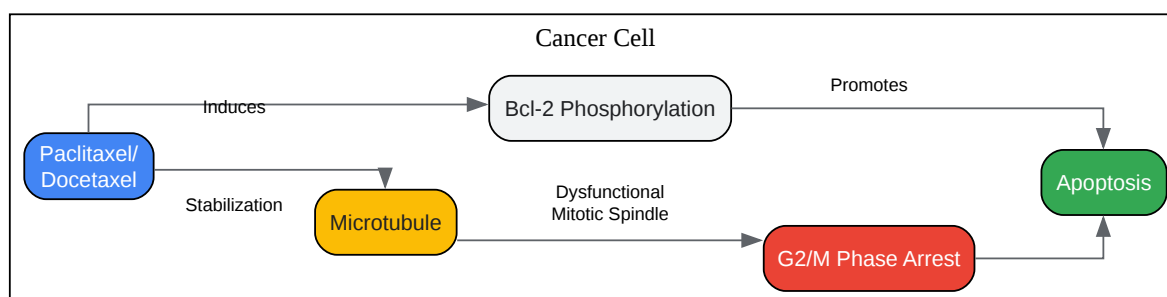 Cancer Cell
Induces
Bcl-2 Phosphorylation
Promotes
Paclitaxel/
Docetaxel
Stabilization
Microtubule
Dysfunctional
Mitotic Spindle
G2/M Phase Arrest
Apoptosis